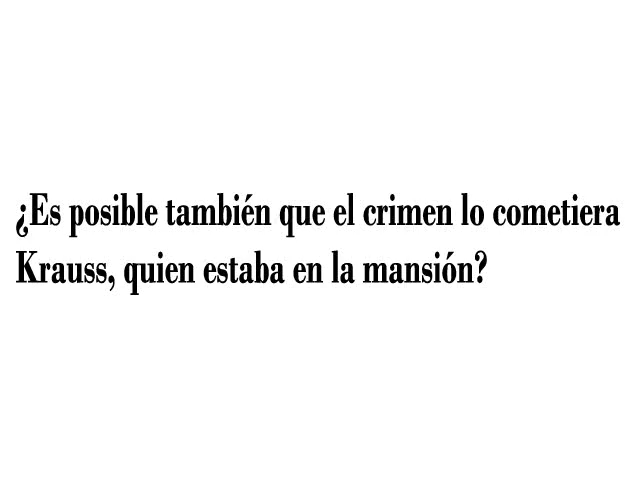 ¿Es posible también que el crimen lo cometiera
Krauss, quien estaba en la mansión?